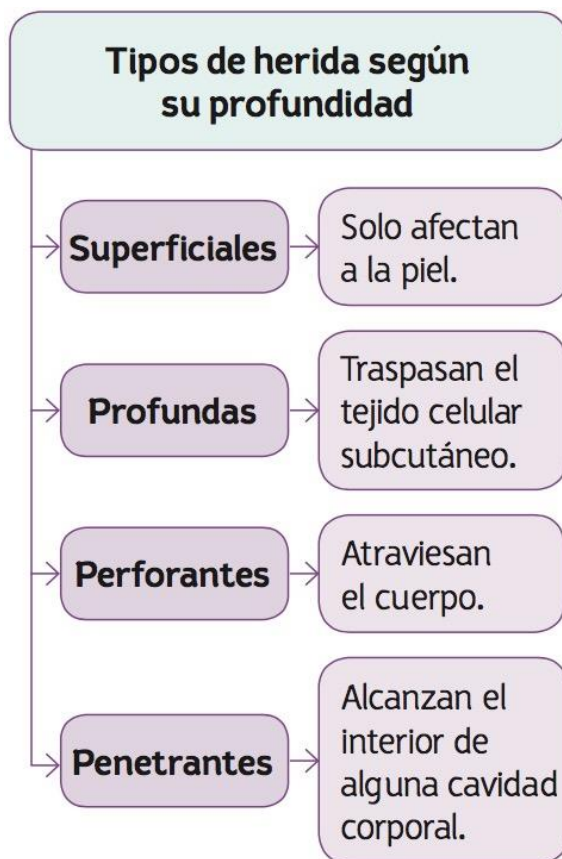 Tipos de herida según
su profundidad
Superficiales
Solo afectan
a la piel.
Profundas
Traspasan el
tejido celular
subcutáneo.
Perforantes
Atraviesan
el cuerpo.
Penetrantes
Alcanzan el
interior de
alguna cavidad
corporal.